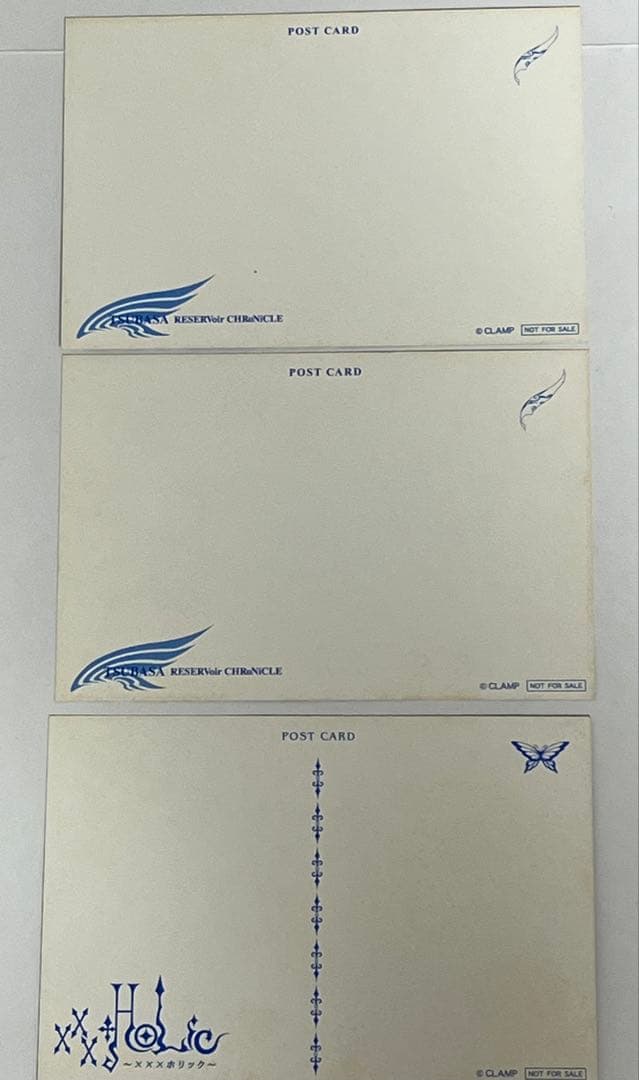 POST CARD
TSUBASA RESERVoir CHRoNiCLE
© CLAMP NOT FOR SALE
POST CARD
TSUBASA RESERVoir CHRoNiCLE
© CLAMP NOT FOR SALE
POST CARD
×××HOLiC
～×××ホリック～
© CLAMP NOT FOR SALE